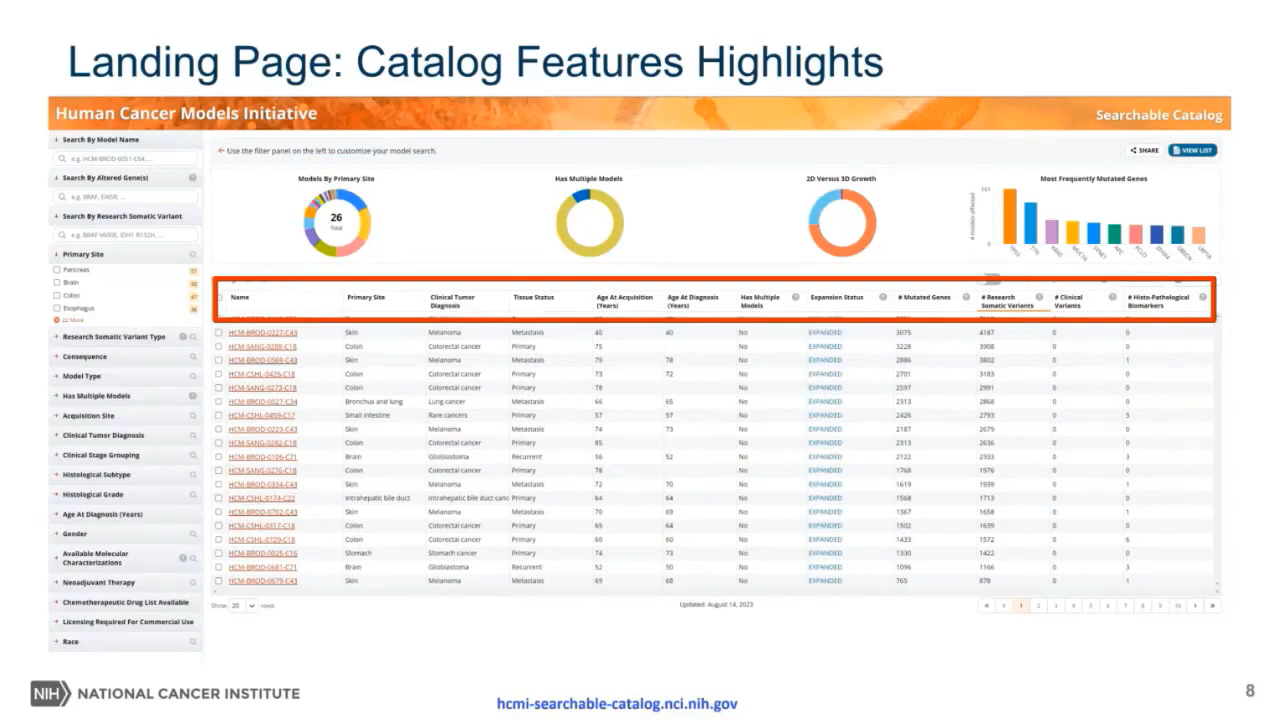 Landing Page: Catalog Features Highlights
Human Cancer Models Initiative
Searchable Catalog
Search By Model Name
e.g. HCM-BROD-0051-C64, ...
Search By Altered Gene(s)
e.g. BRAF, EWSR, ...
Search By Research Somatic Variant
e.g. BRAF V600E, IDH1 R132H, ...
Primary Site
Pancreas
Brain
Colon
Esophagus
22 More
Research Somatic Variant Type
Consequence
Model Type
Has Multiple Models
Acquisition Site
Clinical Tumor Diagnosis
Clinical Stage Grouping
Histological Subtype
Histological Grade
Age At Diagnosis (Years)
Gender
Available Molecular
Characterizations
Neoadjuvant Therapy
Chemotherapeutic Drug List Available
Licensing Required For Commercial Use
Race
Use the filter panel on the left to customize your model search.
SHARE
VIEW LIST
Models By Primary Site
26
Total
Has Multiple Models
2D Versus 3D Growth
Most Frequently Mutated Genes
# models affected
161
0
TP53 TTN KRAS MUC16 SYNE1 APC PCLO ZFHX4 OBSCN LRP1B
Name Primary Site Clinical Tumor Diagnosis Tissue Status Age At Acquisition (Years) Age At Diagnosis (Years) Has Multiple Models Expansion Status # Mutated Genes # Research Somatic Variants # Clinical Variants # Histo-Pathological Biomarkers
HCM-BROD-0227-C43 Skin Melanoma Metastasis 40 40 No EXPANDED 3075 4187 0 0
HCM-SANG-0288-C18 Colon Colorectal cancer Primary 75 No EXPANDED 3228 3908 0 0
HCM-BROD-0569-C43 Skin Melanoma Metastasis 79 78 No EXPANDED 2886 3802 0 1
HCM-CSHL-0426-C18 Colon Colorectal cancer Primary 73 72 No EXPANDED 2701 3183 0 0
HCM-SANG-0273-C18 Colon Colorectal cancer Primary 78 No EXPANDED 2597 2991 0 0
HCM-BROD-0027-C34 Bronchus and lung Lung cancer Metastasis 66 65 No EXPANDED 2313 2868 0 0
HCM-CSHL-0459-C17 Small intestine Rare cancers Primary 57 57 No EXPANDED 2426 2793 0 5
HCM-BROD-0223-C43 Skin Melanoma Metastasis 74 73 No EXPANDED 2187 2679 0 0
HCM-SANG-0282-C18 Colon Colorectal cancer Primary 85 No EXPANDED 2313 2636 0 0
HCM-BROD-0106-C71 Brain Glioblastoma Recurrent 56 52 No EXPANDED 2122 2333 0 3
HCM-SANG-0276-C18 Colon Colorectal cancer Primary 78 No EXPANDED 1768 1976 0 0
HCM-BROD-0334-C43 Skin Melanoma Metastasis 72 70 No EXPANDED 1619 1939 0 1
HCM-CSHL-0174-C22 Intrahepatic bile duct Intrahepatic bile duct canc Primary 64 64 No EXPANDED 1568 1713 0 0
HCM-BROD-0702-C43 Skin Melanoma Metastasis 70 69 No EXPANDED 1367 1658 0 1
HCM-CSHL-0317-C18 Colon Colorectal cancer Primary 65 64 No EXPANDED 1502 1639 0 0
HCM-CSHL-0729-C18 Colon Colorectal cancer Primary 60 60 No EXPANDED 1433 1572 0 6
HCM-BROD-0025-C16 Stomach Stomach cancer Primary 74 73 No EXPANDED 1330 1422 0 0
HCM-BROD-0681-C71 Brain Glioblastoma Recurrent 52 50 No EXPANDED 1096 1166 0 3
HCM-BROD-0679-C43 Skin Melanoma Metastasis 69 68 No EXPANDED 765 878 0 1
Show 20 rows
Updated: August 14, 2023
« ‹ 1 2 3 4 5 6 7 8 9 10 › »
NIH NATIONAL CANCER INSTITUTE
hcmi-searchable-catalog.nci.nih.gov
8